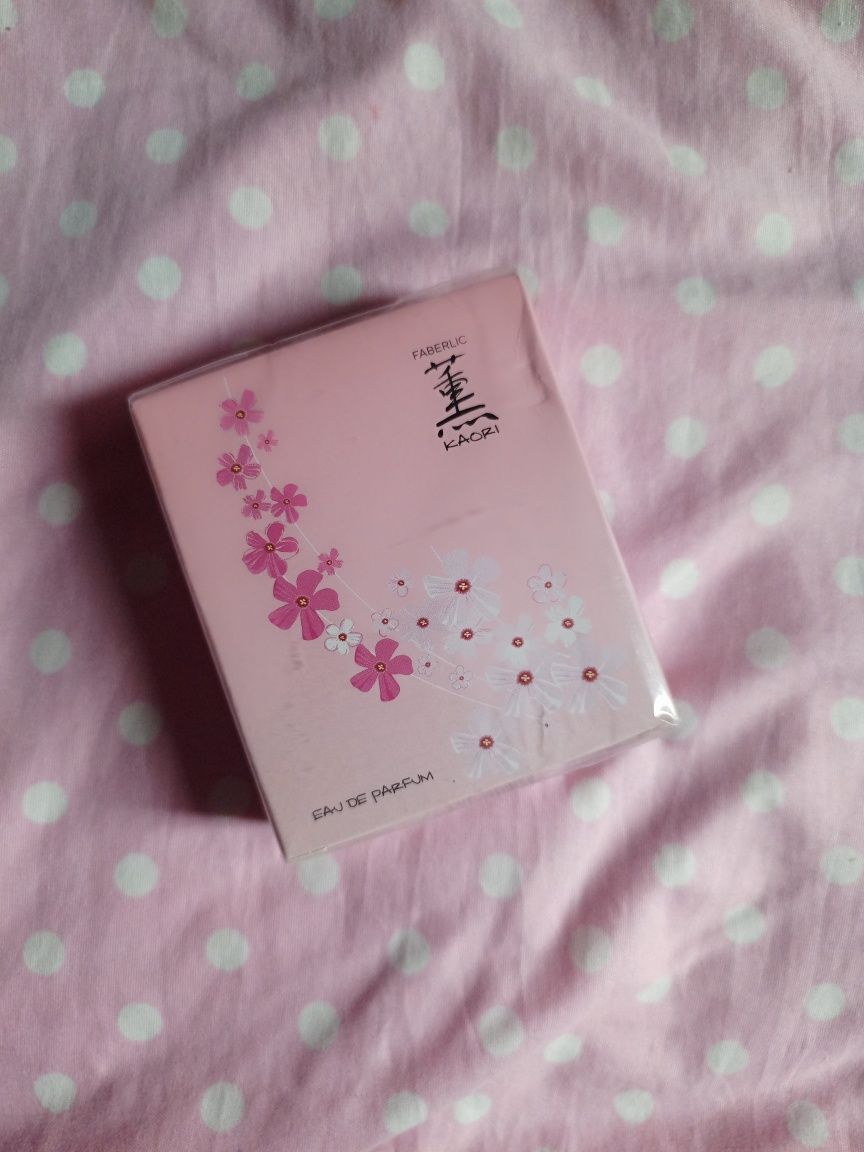 FABERLIC
薫
KAORI
EAU DE PARFUM